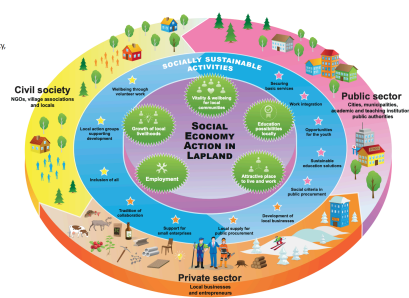 ty,
SOCIALLY SUSTAINABLE
ACTIVITIES
Civil society
NGOs, village associations
and locals
Public sector
Cities, municipalities,
academic and teaching institution
public authorities
Wellbeing through
volunteer work
Local action groups
supporting
development
Inclusion of all
Tradition of
collaboration
Support for
small enterprises
Local supply for
public procurement
Development of
local businesses
Social criteria in
public procurement
Sustainable
education solutions
Opportunities
for the youth
Work integration
Securing
basic services
Vitality & wellbeing
for local
communities
Growth of local
livelihoods
Education
possibilities
locally
SOCIAL
ECONOMY
ACTION IN
LAPLAND
Employment
Attractive place
to live and work
Private sector
Local businesses
and entrepreneurs